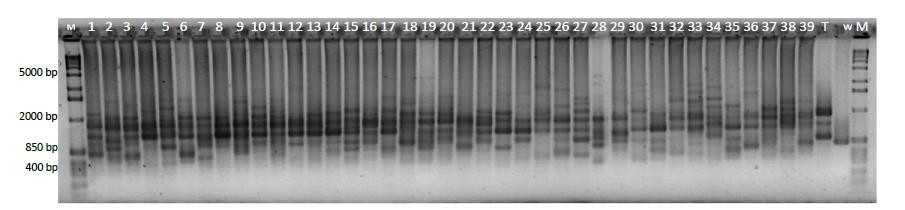 M 1 2 3 4 5 6 7 8 9 10 11 12 13 14 15 16 17 18 19 20 21 22 23 24 25 26 27 28 29 30 31 32 33 34 35 36 37 38 39 T W M
5000 bp
2000 bp
850 bp
400 bp